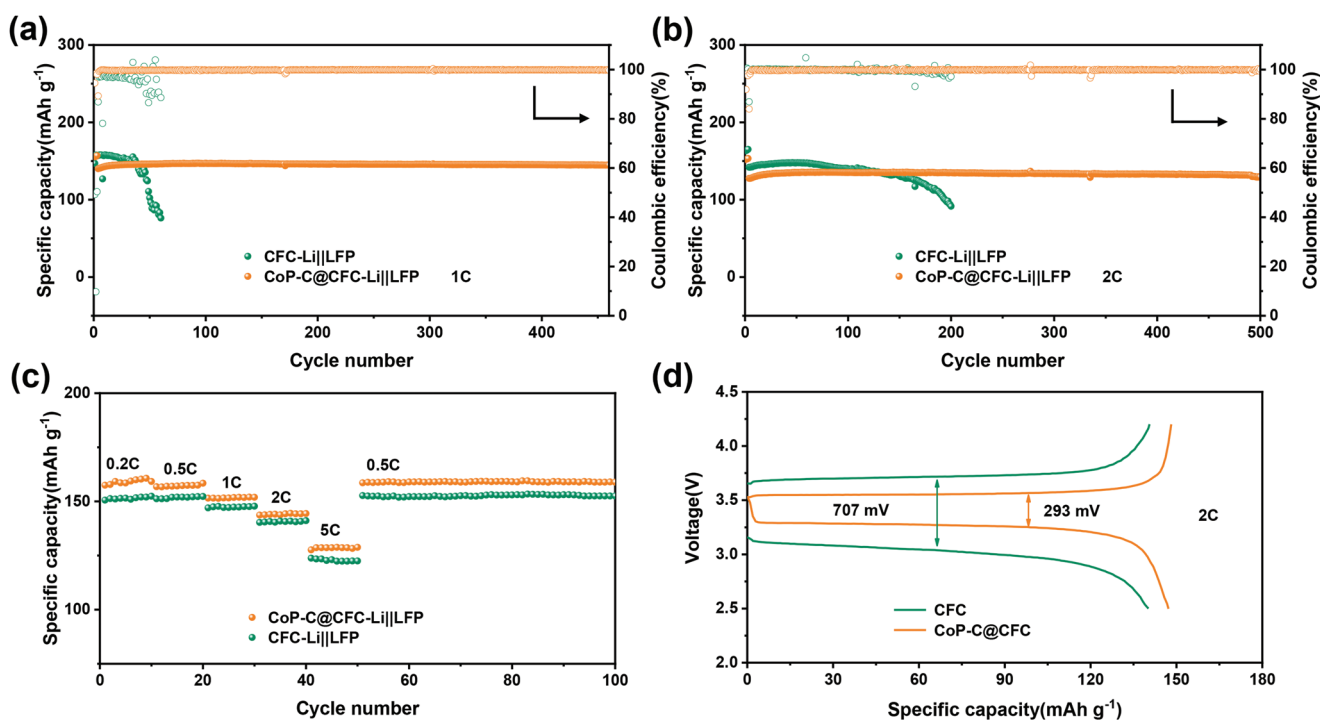 (a)
300
250
200
150
100
50
0
Specific capacity(mAh g⁻¹)
100
80
60
40
20
0
Coulombic efficiency(%)
CFC-Li||LFP
CoP-C@CFC-Li||LFP 1C
0 100 200 300 400
Cycle number
(b)
300
250
200
150
100
50
0
Specific capacity(mAh g⁻¹)
100
80
60
40
20
0
Coulombic efficiency(%)
CFC-Li||LFP
CoP-C@CFC-Li||LFP 2C
0 100 200 300 400 500
Cycle number
(c)
200
150
100
Specific capacity(mAh g⁻¹)
0.2C
0.5C
1C
2C
5C
0.5C
CoP-C@CFC-Li||LFP
CFC-Li||LFP
0 20 40 60 80 100
Cycle number
(d)
4.5
4.0
3.5
3.0
2.5
2.0
Voltage(V)
707 mV
293 mV
2C
CFC
CoP-C@CFC
0 30 60 90 120 150 180
Specific capacity(mAh g⁻¹)